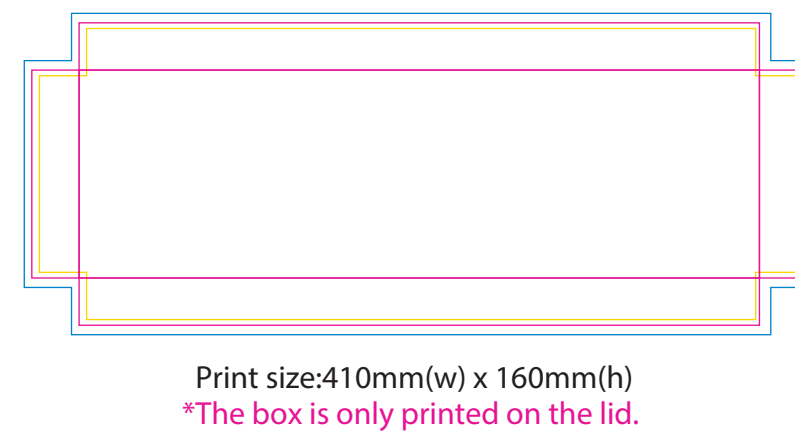 Print size:410mm(w) x 160mm(h)
*The box is only printed on the lid.